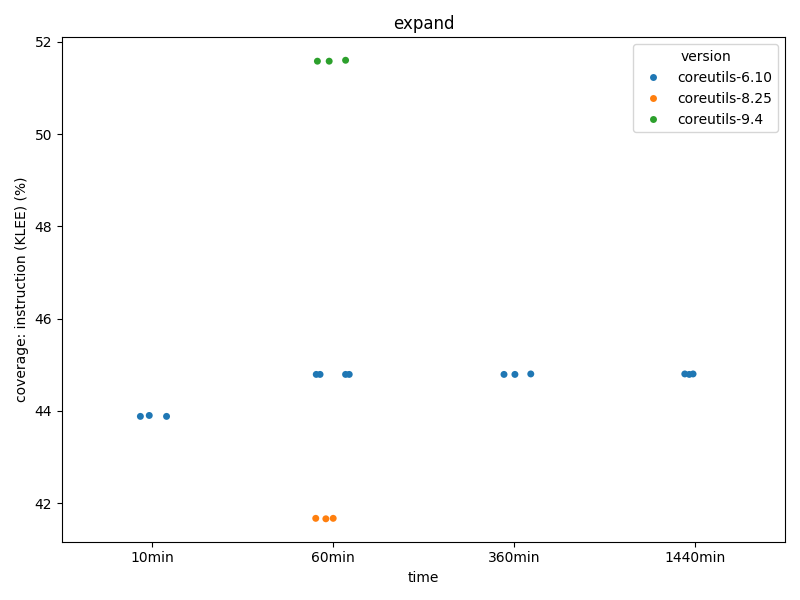 expand
52
50
48
46
44
42
coverage: instruction (KLEE) (%)
version
coreutils-6.10
coreutils-8.25
coreutils-9.4
10min
60min
360min
1440min
time